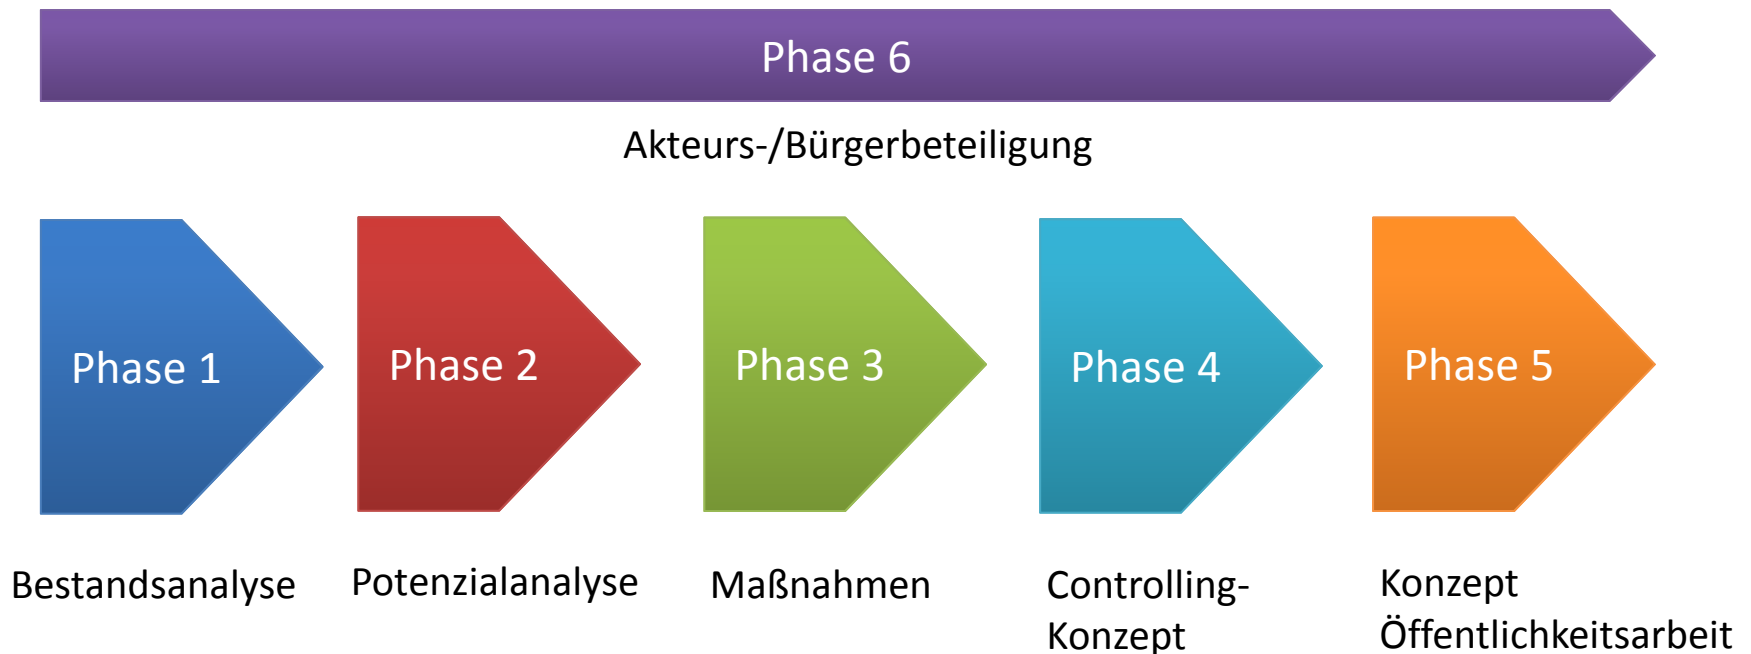 Phase 6
Akteurs-/Bürgerbeteiligung
Phase 1
Phase 2
Phase 3
Phase 4
Phase 5
Bestandsanalyse
Potenzialanalyse
Maßnahmen
Controlling-
Konzept
Konzept
Öffentlichkeitsarbeit